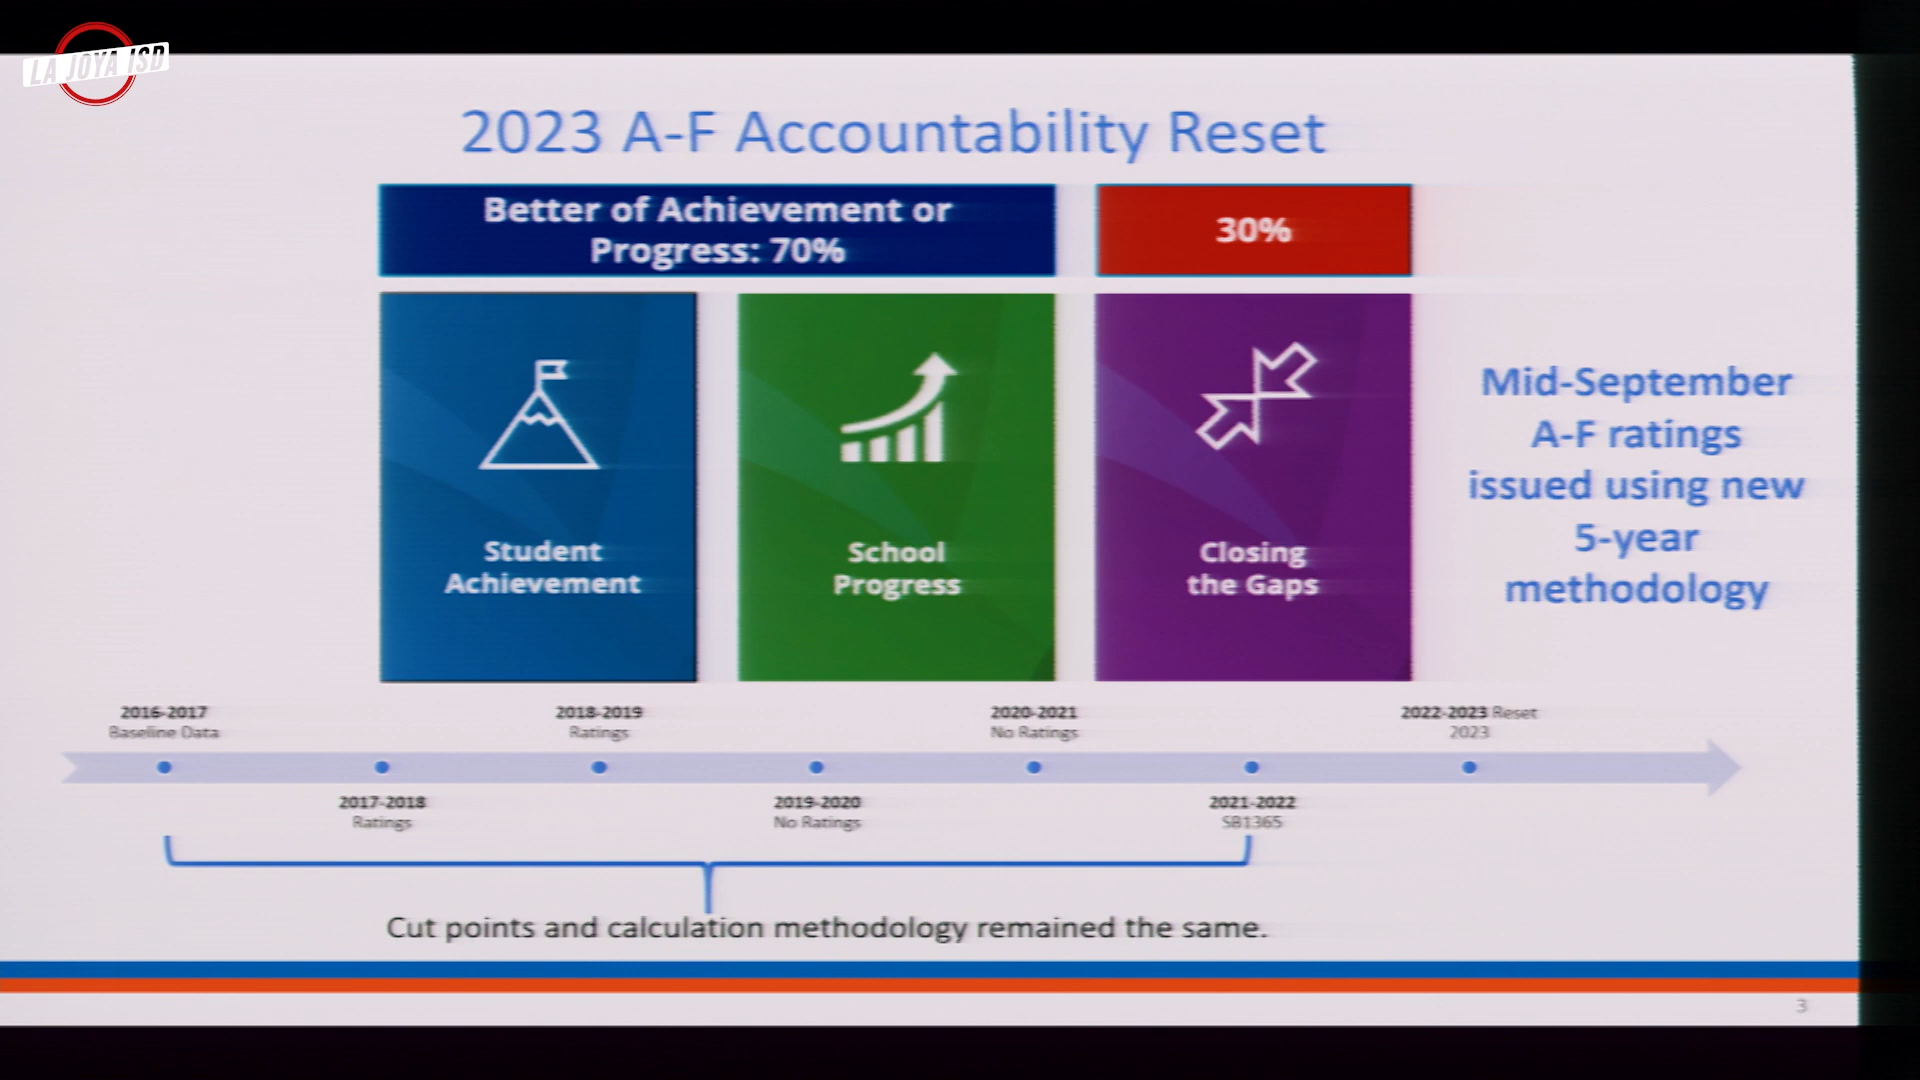 LA JOYA ISD
2023 A-F Accountability Reset
Better of Achievement or
Progress: 70%
30%
Student
Achievement
School
Progress
Closing
the Gaps
Mid-September
A-F ratings
issued using new
5-year
methodology
2016-2017
Baseline Data
2018-2019
Ratings
2020-2021
No Ratings
2022-2023 Reset
2023
2017-2018
Ratings
2019-2020
No Ratings
2021-2022
SB1365
Cut points and calculation methodology remained the same.
3